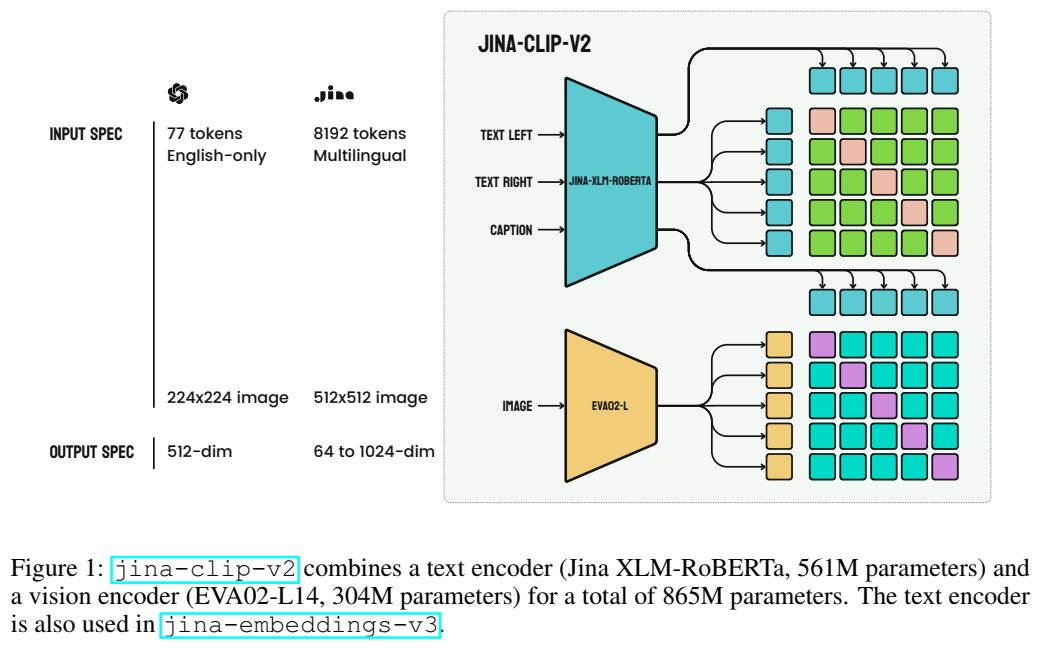 JINA-CLIP-V2
Jina
INPUT SPEC
77 tokens
English-only
8192 tokens
Multilingual
224x224 image
512x512 image
OUTPUT SPEC
512-dim
64 to 1024-dim
TEXT LEFT
TEXT RIGHT
CAPTION
JINA-XLM-ROBERTA
IMAGE
EVA02-L
Figure 1: jina-clip-v2 combines a text encoder (Jina XLM-RoBERTa, 561M parameters) and
a vision encoder (EVA02-L14, 304M parameters) for a total of 865M parameters. The text encoder
is also used in jina-embeddings-v3.